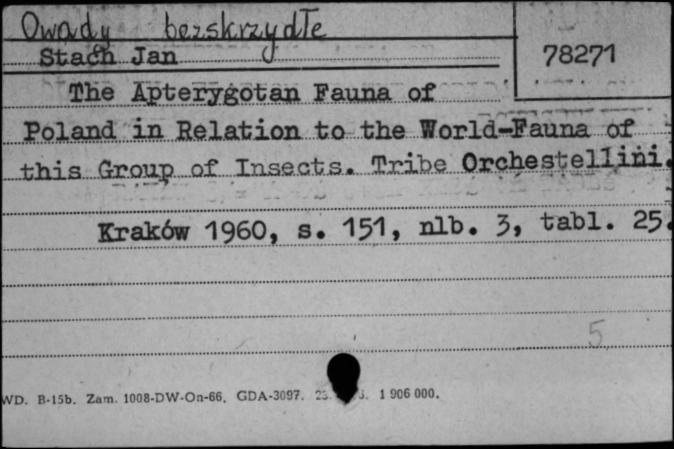 Owady bezskrzydłe
Stach Jan
78271
The Apterygotan Fauna of
Poland in Relation to the World-Fauna of
this Group of Insects. Tribe Orchestellini.
Kraków 1960, s. 151, nlb. 3, tabl. 25.
5
WD. B-15b. Zam. 1008-DW-On-66. GDA-3097. 1 906 000.